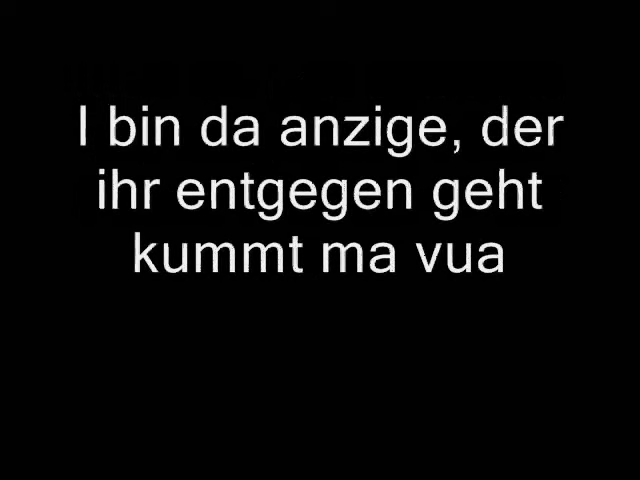 I bin da anzige, der
ihr entgegen geht
kummt ma vua